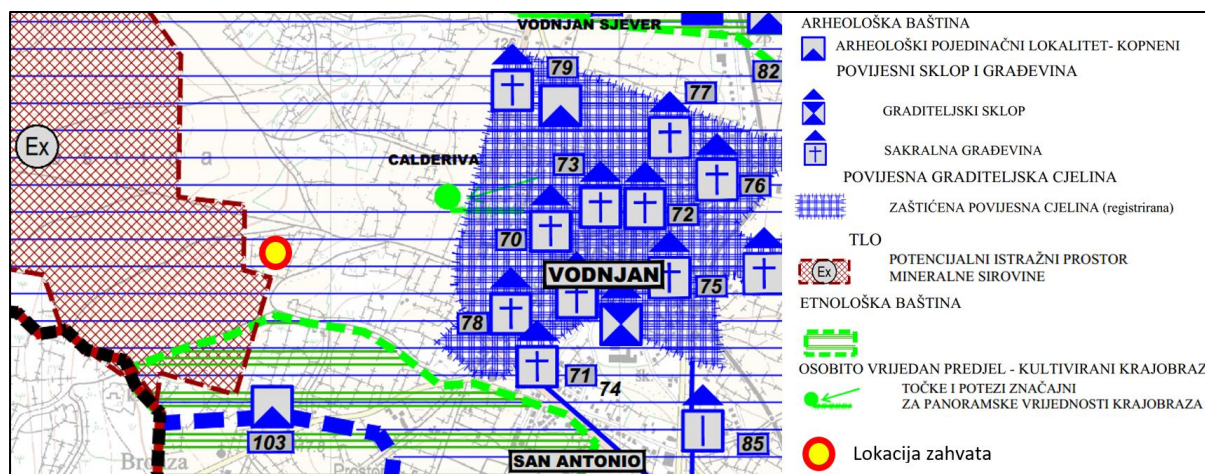 VODNJAN SJEVER
79
77
82
Ex
CALDERIVA
73
76
72
70
VODNJAN
75
78
71
74
103
85
SAN ANTONIO
ARHEOLOŠKA BAŠTINA
ARHEOLOŠKI POJEDINAČNI LOKALITET- KOPNENI
POVIJESNI SKLOP I GRAĐEVINA
GRADITELJSKI SKLOP
SAKRALNA GRAĐEVINA
POVIJESNA GRADITELJSKA CJELINA
ZAŠTIĆENA POVIJESNA CJELINA (registrirana)
TLO
Ex
POTENCIJALNI ISTRAŽNI PROSTOR
MINERALNE SIROVINE
ETNOLOŠKA BAŠTINA
OSOBITO VRIJEDAN PREDJEL - KULTIVIRANI KRAJOBRAZ
TOČKE I POTEZI ZNAČAJNI
ZA PANORAMSKE VRIJEDNOSTI KRAJOBRAZA
Lokacija zahvata